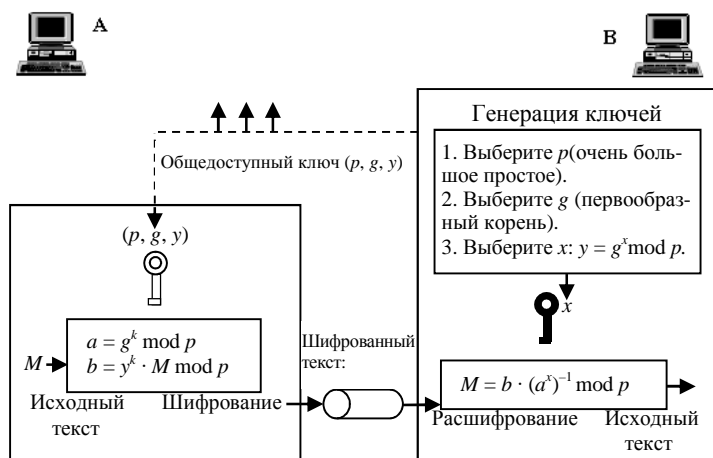 A
B
Генерация ключей
1. Выберите p(очень боль-
шое простое).
2. Выберите g (первообраз-
ный корень).
3. Выберите x: y = g^x mod p.
Общедоступный ключ (p, g, y)
(p, g, y)
x
a = g^k mod p
b = y^k · M mod p
M
Исходный
текст
Шифрование
Шифрованный
текст:
M = b · (a^x)^–1 mod p
Расшифрование
Исходный
текст